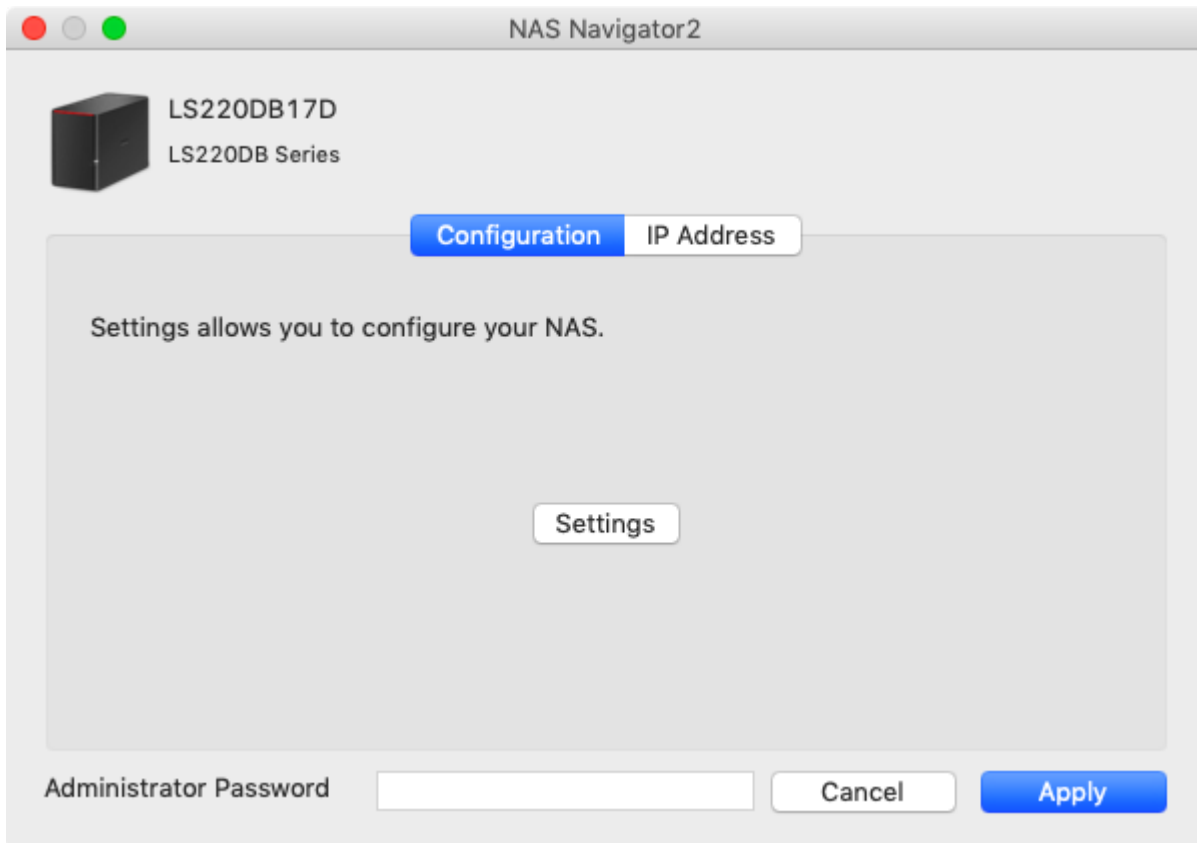 NAS Navigator2
LS220DB17D
LS220DB Series
Configuration IP Address
Settings allows you to configure your NAS.
Settings
Administrator Password Cancel Apply